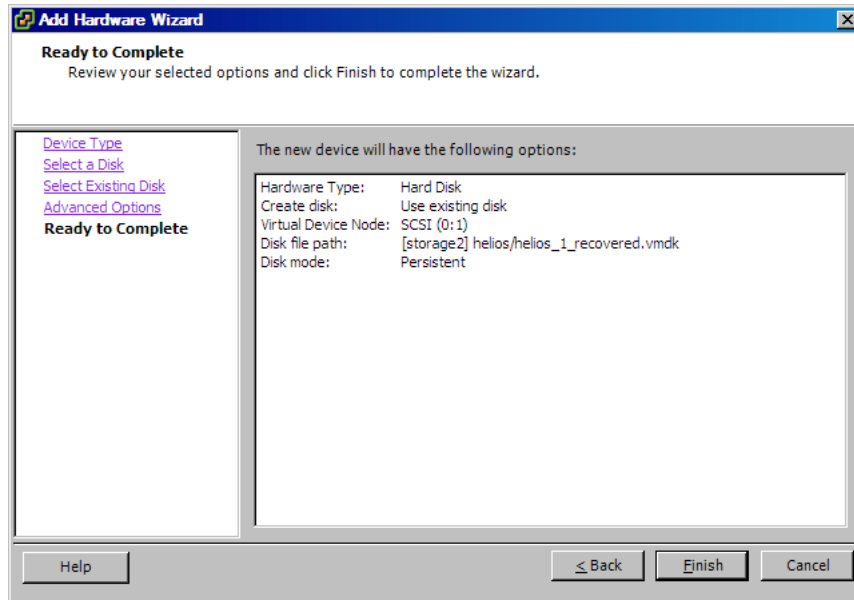 Add Hardware Wizard
Ready to Complete
Review your selected options and click Finish to complete the wizard.
Device Type
Select a Disk
Select Existing Disk
Advanced Options
Ready to Complete
The new device will have the following options:
Hardware Type: Hard Disk
Create disk: Use existing disk
Virtual Device Node: SCSI (0:1)
Disk file path: [storage2] helios/helios_1_recovered.vmdk
Disk mode: Persistent
Help
< Back
Finish
Cancel